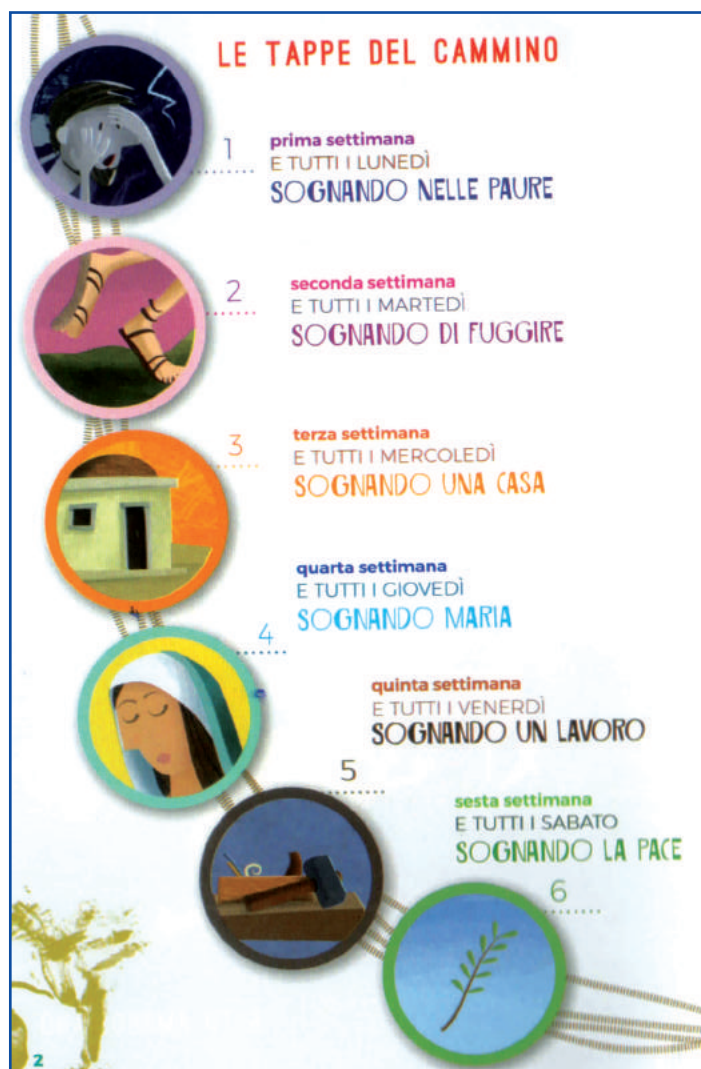 LE TAPPE DEL CAMMINO
1
prima settimana
E TUTTI I LUNEDÌ
SOGNANDO NELLE PAURE
2
seconda settimana
E TUTTI I MARTEDÌ
SOGNANDO DI FUGGIRE
3
terza settimana
E TUTTI I MERCOLEDÌ
SOGNANDO UNA CASA
4
quarta settimana
E TUTTI I GIOVEDÌ
SOGNANDO MARIA
5
quinta settimana
E TUTTI I VENERDÌ
SOGNANDO UN LAVORO
sesta settimana
E TUTTI I SABATO
SOGNANDO LA PACE
6
2